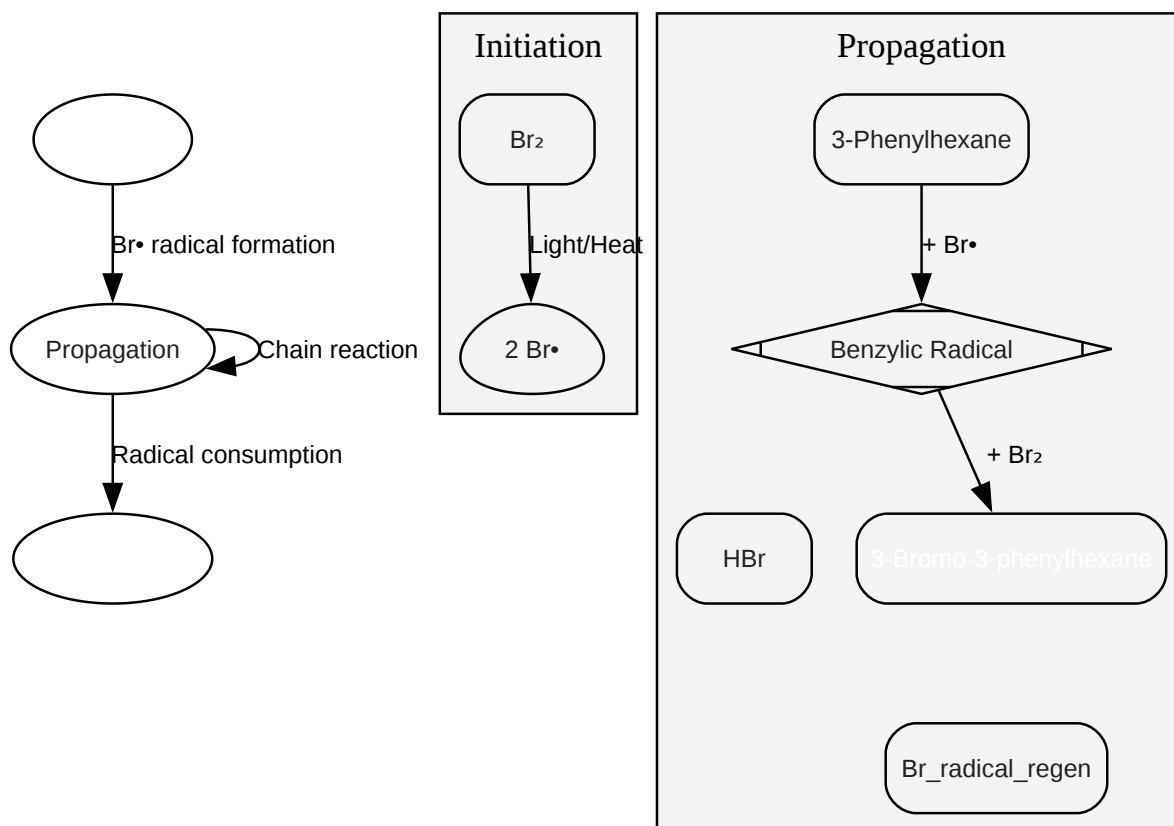 Initiation
Propagation
Br₂
3-Phenylhexane
Br• radical formation
Light/Heat
+ Br•
Propagation
Chain reaction
2 Br•
Benzylic Radical
Radical consumption
+ Br₂
HBr
3-Bromo-3-phenylhexane
Br_radical_regen